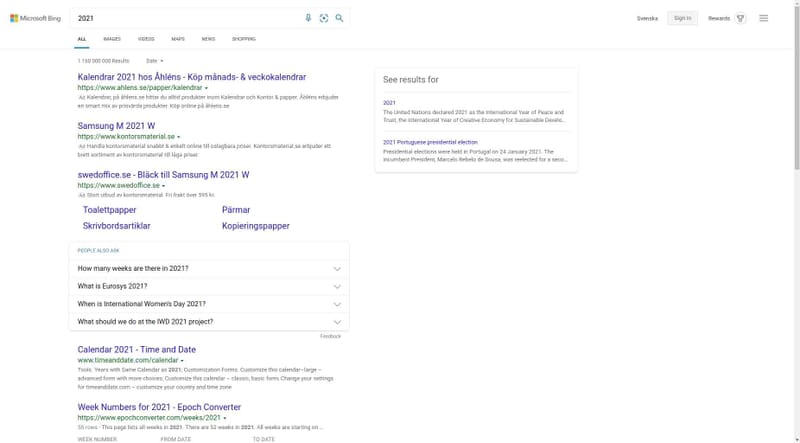 Microsoft Bing
2021
Svenska
Sign in
Rewards
ALL
IMAGES
VIDEOS
MAPS
NEWS
SHOPPING
1 160 000 000 Results
Date
Kalendrar 2021 hos Åhléns - Köp månads- & veckokalendrar
https://www.ahlens.se/papper/kalendrar
Ad Kalendrar, på åhlens.se hittar du alltid produkter inom Kalendrar och Kontor & papper. Åhlens erbjuder
en smart mix av prisvärda produkter. Köp online på åhlens.se
Samsung M 2021 W
https://www.kontorsmaterial.se
Ad Handla kontorsmaterial snabbt & enkelt online till oslagbara priser. Kontorsmaterial.se erbjuder ett
brett sortiment av kontorsmaterial till låga priser
swedoffice.se - Bläck till Samsung M 2021 W
https://www.swedoffice.se
Ad Stort utbud av kontorsmaterial. Fri frakt över 595 kr.
Toalettpapper
Pärmar
Skrivbordsartiklar
Kopieringspapper
PEOPLE ALSO ASK
How many weeks are there in 2021?
What is Eurosys 2021?
When is International Women's Day 2021?
What should we do at the IWD 2021 project?
Feedback
Calendar 2021 - Time and Date
www.timeanddate.com/calendar
Tools. Years with Same Calendar as 2021; Customization Forms. Customize this calendar–large –
advanced form with more choices; Customize this calendar – classic, basic form. Change your settings
for timeanddate.com – customize your country and time zone
Week Numbers for 2021 - Epoch Converter
https://www.epochconverter.com/weeks/2021
55 rows · This page lists all weeks in 2021. There are 52 weeks in 2021. All weeks are starting on ...
WEEK NUMBER
FROM DATE
TO DATE
See results for
2021
The United Nations declared 2021 as the International Year of Peace and
Trust, the International Year of Creative Economy for Sustainable Develo...
2021 Portuguese presidential election
Presidential elections were held in Portugal on 24 January 2021. The
incumbent President, Marcelo Rebelo de Sousa, was reelected for a seco...